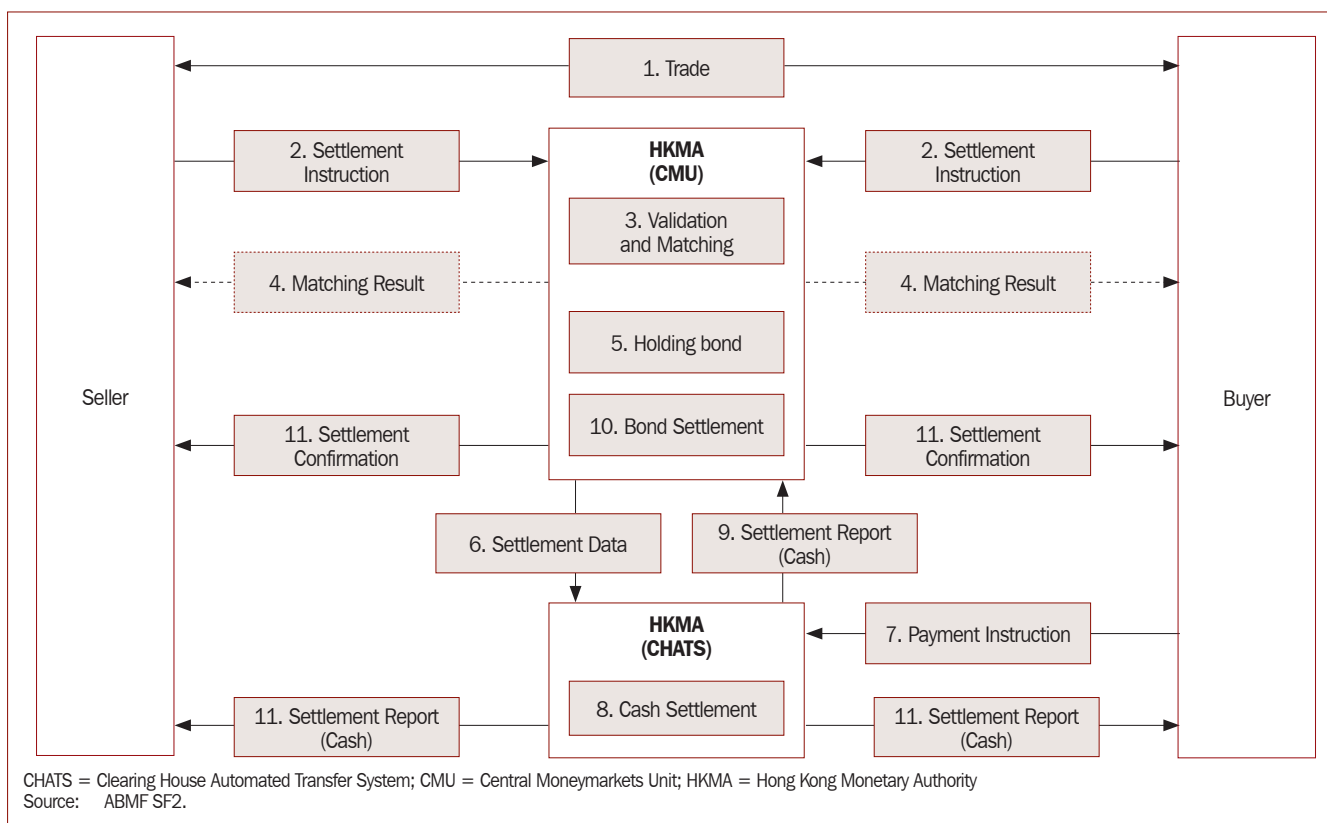 1. Trade
2. Settlement
Instruction
HKMA
(CMU)
2. Settlement
Instruction
3. Validation
and Matching
4. Matching Result
4. Matching Result
5. Holding bond
Seller
Buyer
11. Settlement
Confirmation
10. Bond Settlement
11. Settlement
Confirmation
6. Settlement Data
9. Settlement Report
(Cash)
HKMA
(CHATS)
7. Payment Instruction
11. Settlement Report
(Cash)
8. Cash Settlement
11. Settlement Report
(Cash)
CHATS = Clearing House Automated Transfer System; CMU = Central Moneymarkets Unit; HKMA = Hong Kong Monetary Authority
Source: ABMF SF2.